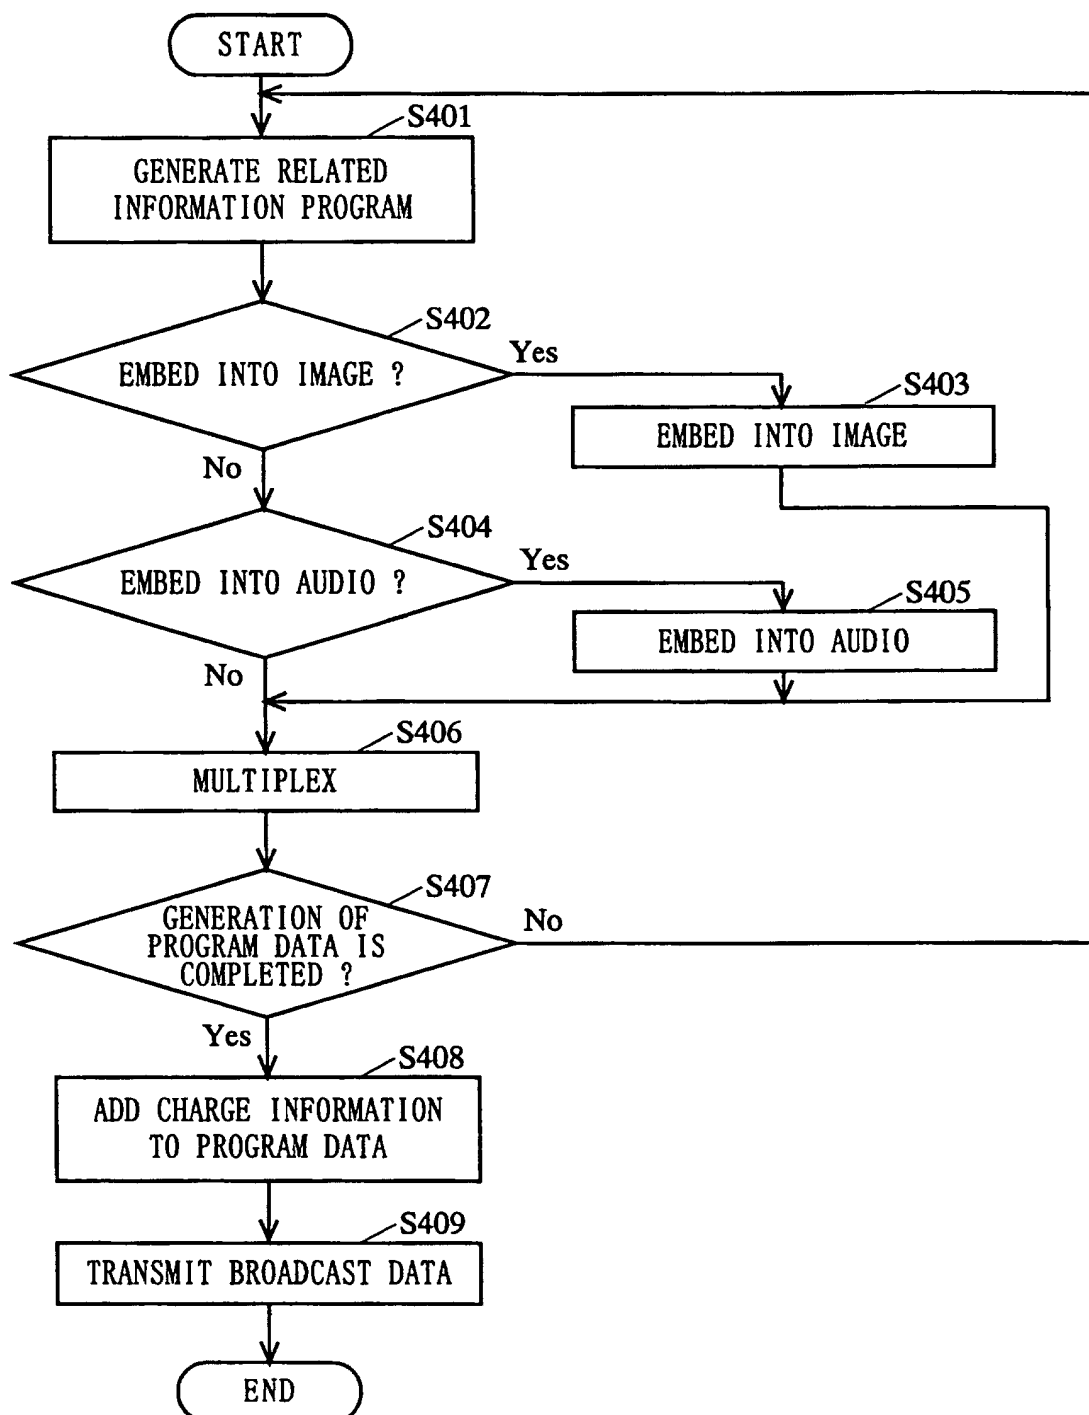 START
S401
GENERATE RELATED
INFORMATION PROGRAM
S402
EMBED INTO IMAGE ?
Yes
S403
EMBED INTO IMAGE
No
S404
EMBED INTO AUDIO ?
Yes
S405
EMBED INTO AUDIO
No
S406
MULTIPLEX
S407
GENERATION OF
PROGRAM DATA IS
COMPLETED ?
No
Yes
S408
ADD CHARGE INFORMATION
TO PROGRAM DATA
S409
TRANSMIT BROADCAST DATA
END